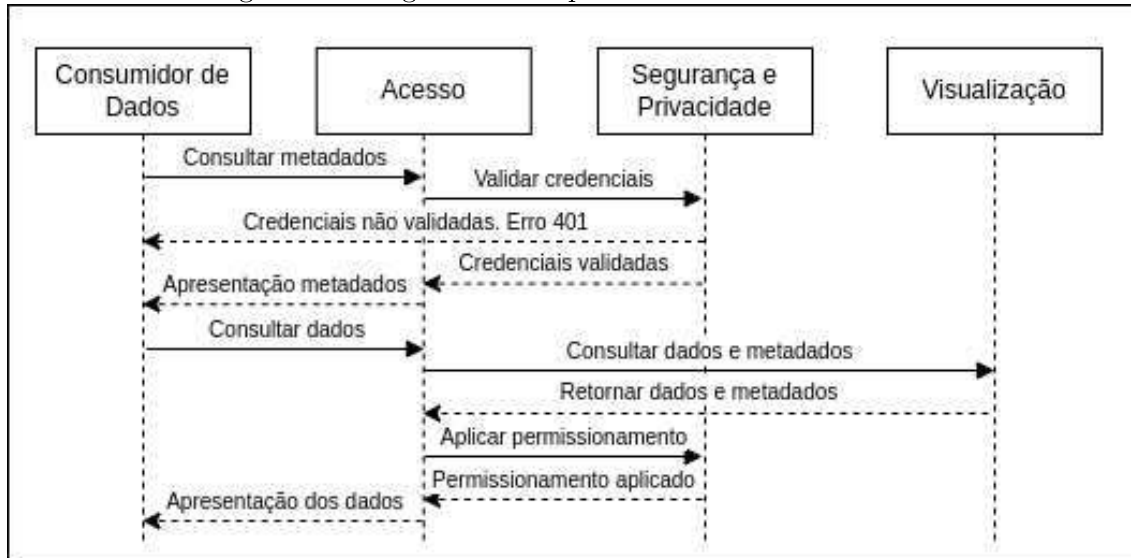 Consumidor de
Dados
Acesso
Segurança e
Privacidade
Visualização
Consultar metadados
Validar credenciais
Credenciais não validadas. Erro 401
Credenciais validadas
Apresentação metadados
Consultar dados
Consultar dados e metadados
Retornar dados e metadados
Aplicar permissionamento
Permissionamento aplicado
Apresentação dos dados